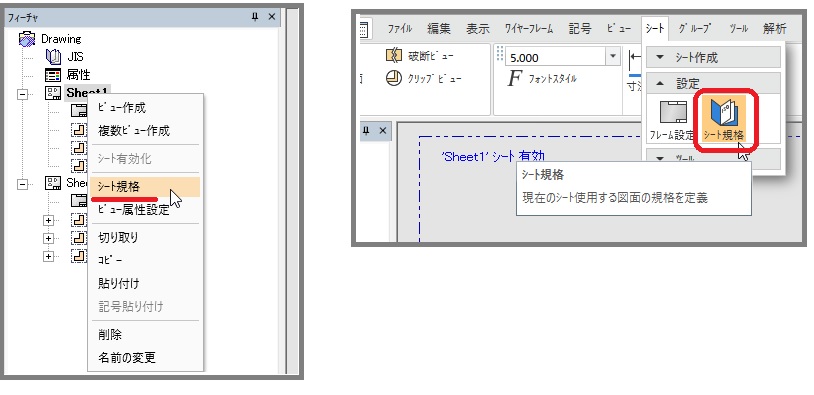 フィーチャ
Drawing
JIS
属性
Sheet1
ビュー作成
複数ビュー作成
シート有効化
シート規格
She
ビュー属性設定
切り取り
コピー
貼り付け
記号貼り付け
削除
名前の変更
ファイル 編集 表示 ワイヤーフレーム 記号 ビュー シート グループ ツール 解析
破断ビュー
クリップビュー
5.000
F フォントスタイル
寸法
シート作成
設定
フレーム設定 シート規格
ツール
'Sheet1' シート有効
シート規格
現在のシート使用する図面の規格を定義